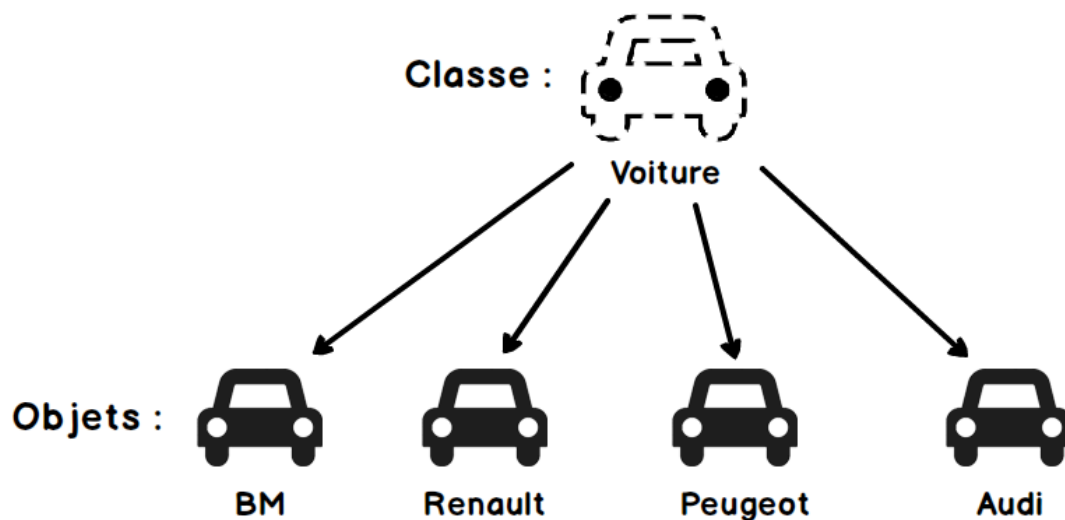 Classe :
Voiture
Objets :
BM
Renault
Peugeot
Audi